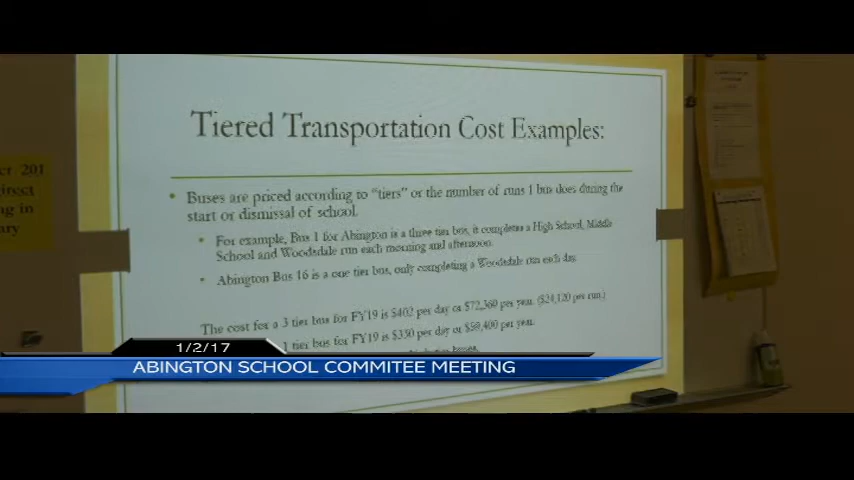 Tiered Transportation Cost Examples:
• Buses are priced according to "tiers" or the number of runs 1 bus does during the
start or dismissal of school.
• For example, Bus 1 for Abington is a three tier bus, it completes a High School, Middle
School and Woodsdale run each morning and afternoon.
• Abington Bus 16 is a one tier bus, only completing a Woodsdale run each day.
The cost for a 3 tier bus for FY19 is $402 per day or $72,360 per year. ($24,120 per run.)
1 tier bus for FY19 is $330 per day or $59,400 per year.
201
irect
ng in
ary
1/2/17
ABINGTON SCHOOL COMMITEE MEETING